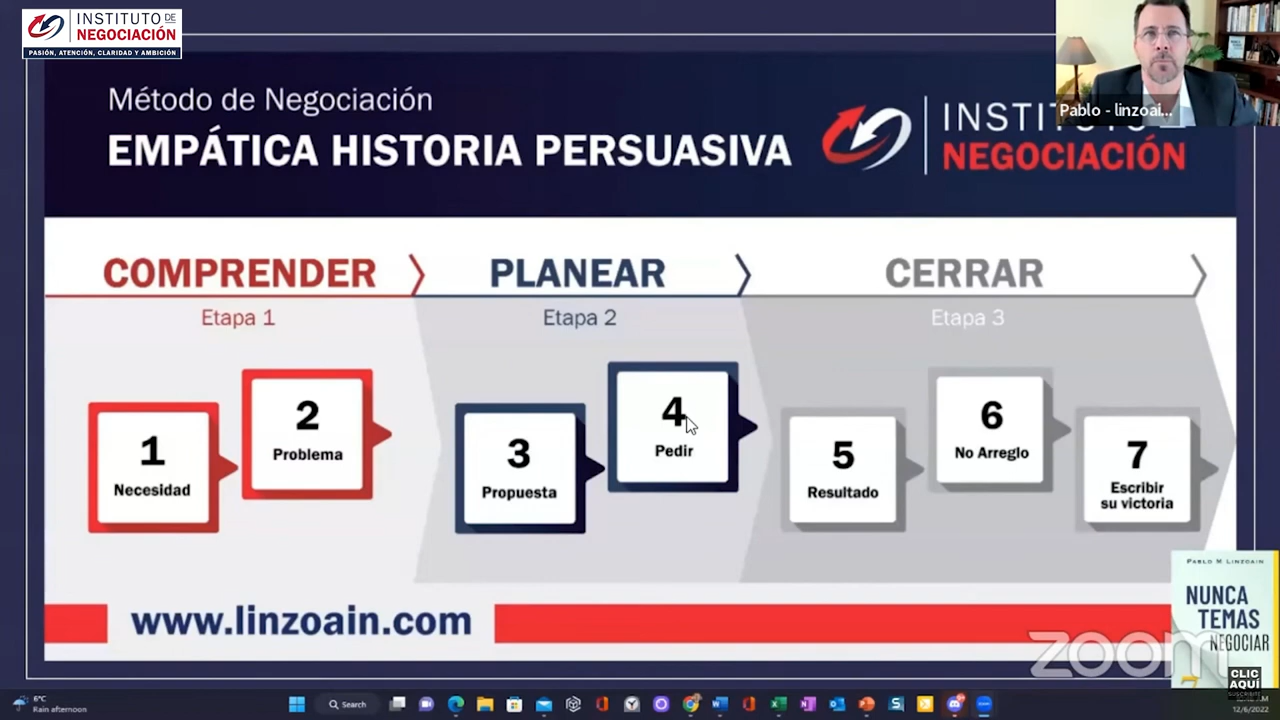 INSTITUTO DE
NEGOCIACIÓN
PASIÓN, ATENCIÓN, CLARIDAD Y AMBICIÓN
Método de Negociación
EMPÁTICA HISTORIA PERSUASIVA
NEGOCIACIÓN
Pablo - linzoai...
COMPRENDER
PLANEAR
CERRAR
Etapa 1
Etapa 2
Etapa 3
1
Necesidad
2
Problema
3
Propuesta
4
Pedir
5
Resultado
6
No Arreglo
7
Escribir
su victoria
www.linzoain.com
zoom
PABLO M LINZOAIN
NUNCA
TEMAS
NEGOCIAR
CLIC
AQUÍ
6°C
Rain afternoon
Search
12/6/2022